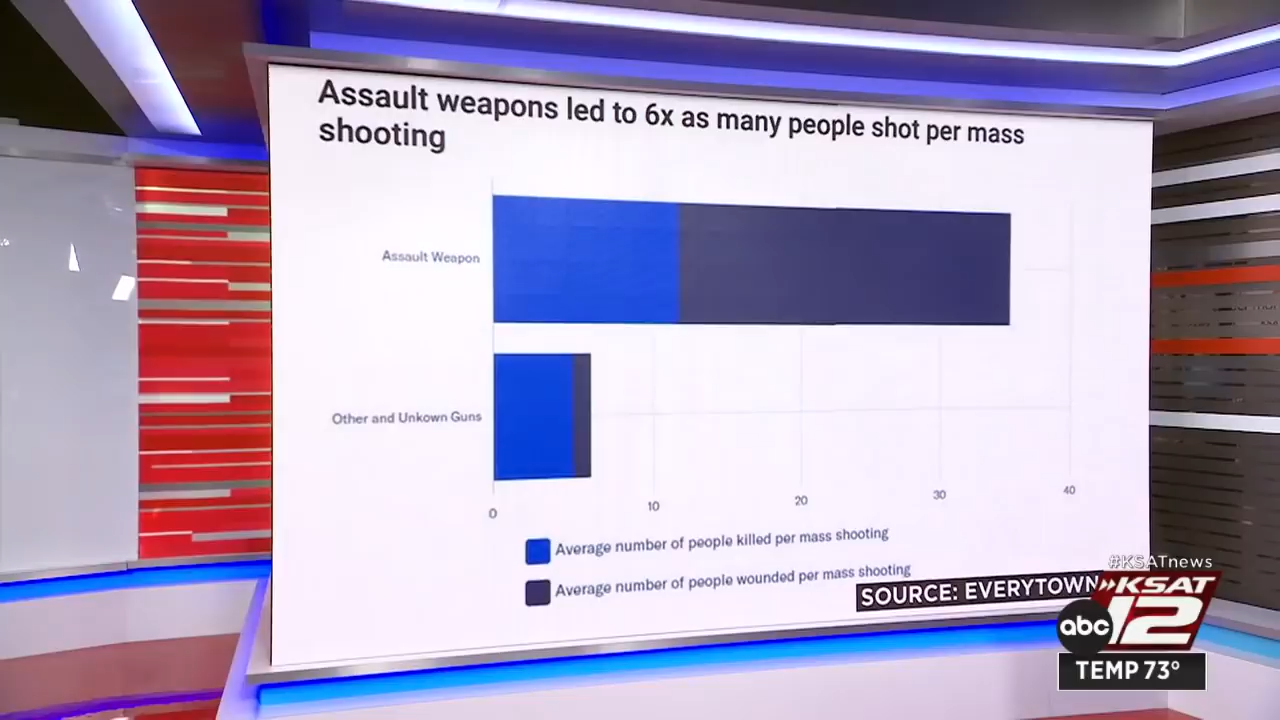 Assault weapons led to 6x as many people shot per mass
shooting
Assault Weapon
Other and Unkown Guns
0
10
20
30
40
Average number of people killed per mass shooting
Average number of people wounded per mass shooting
SOURCE: EVERYTOWN
#KSATnews
KSAT
abc 12
TEMP 73°